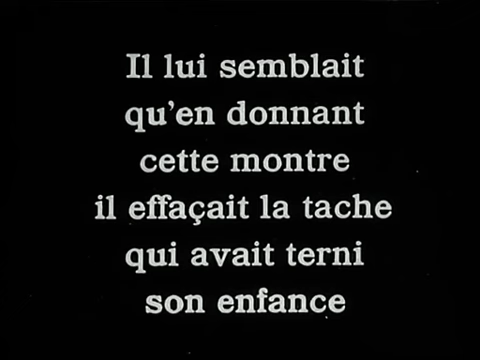 Il lui semblait
qu’en donnant
cette montre
il effaçait la tache
qui avait terni
son enfance